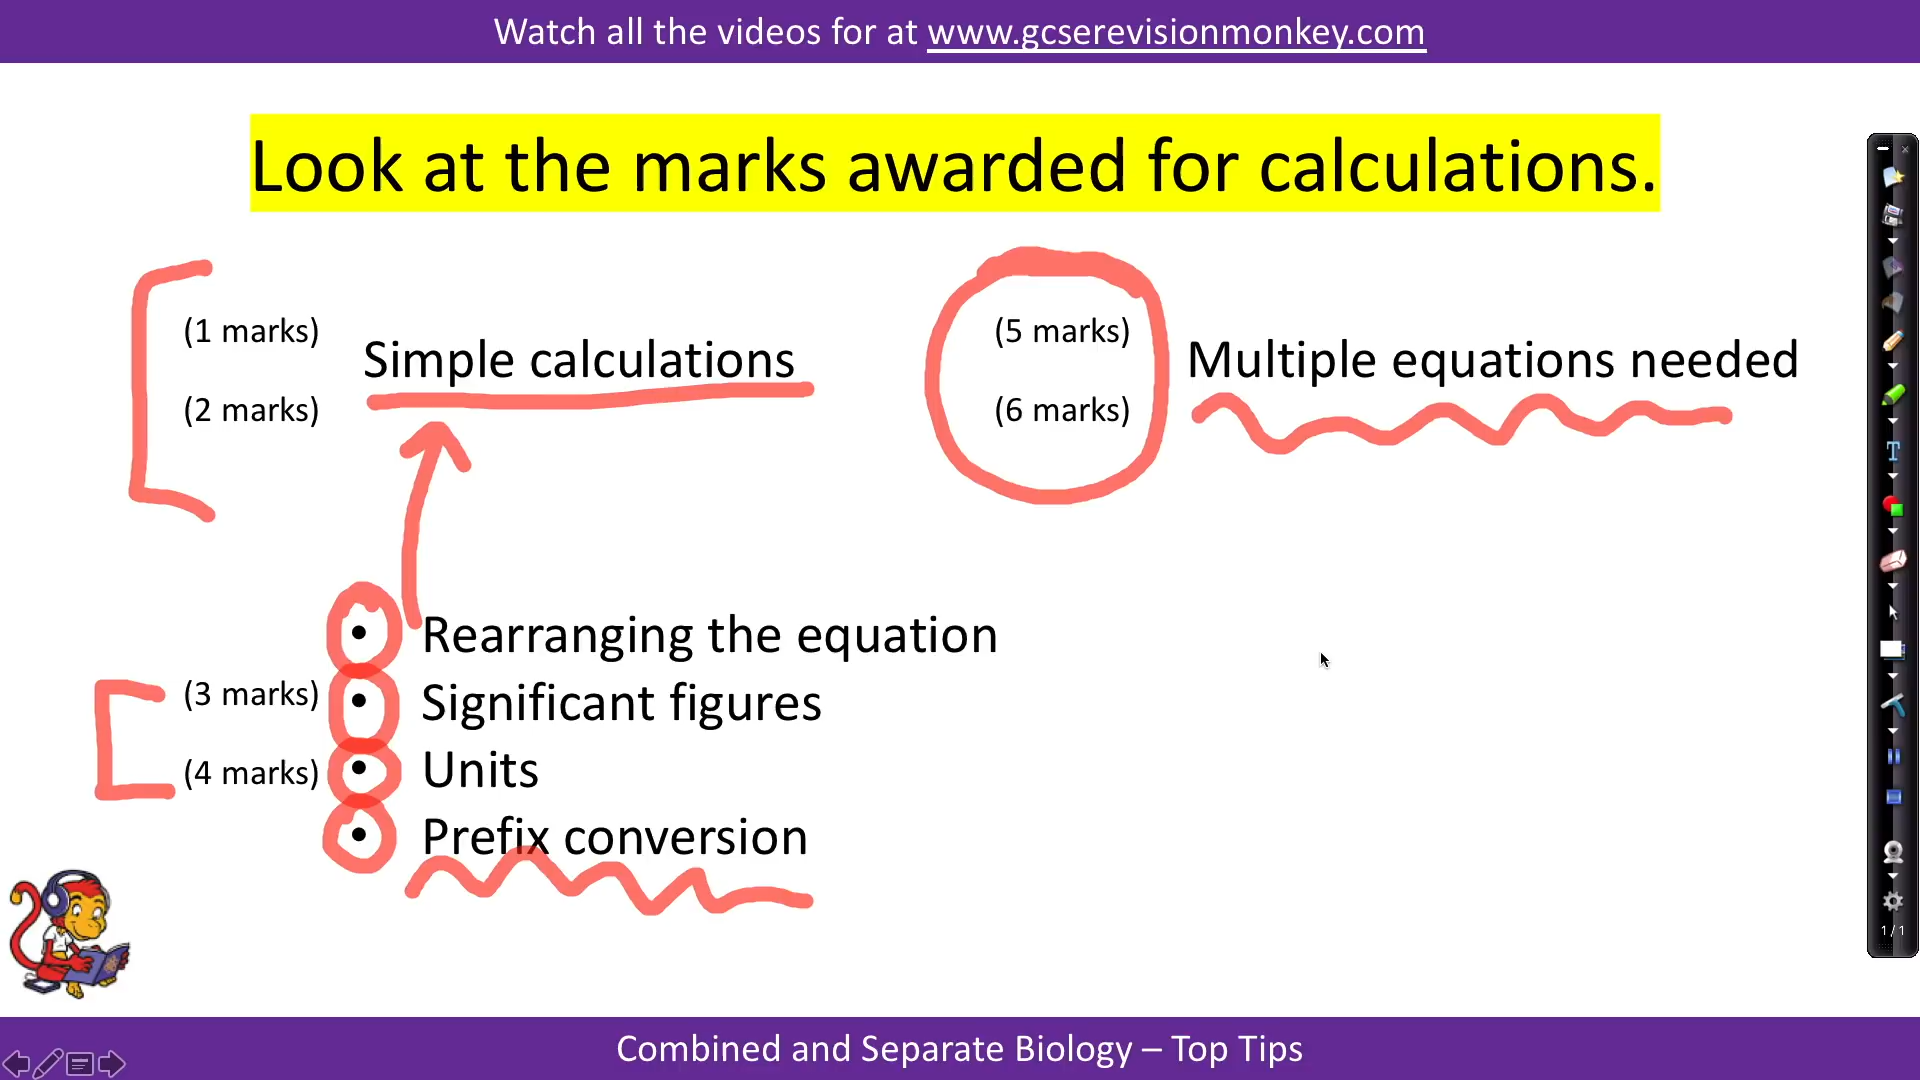 Watch all the videos for at www.gcserevisionmonkey.com
Look at the marks awarded for calculations.
(1 marks)
Simple calculations
(2 marks)
(5 marks)
Multiple equations needed
(6 marks)
• Rearranging the equation
(3 marks)
• Significant figures
(4 marks)
• Units
• Prefix conversion
T
1/1
Combined and Separate Biology – Top Tips